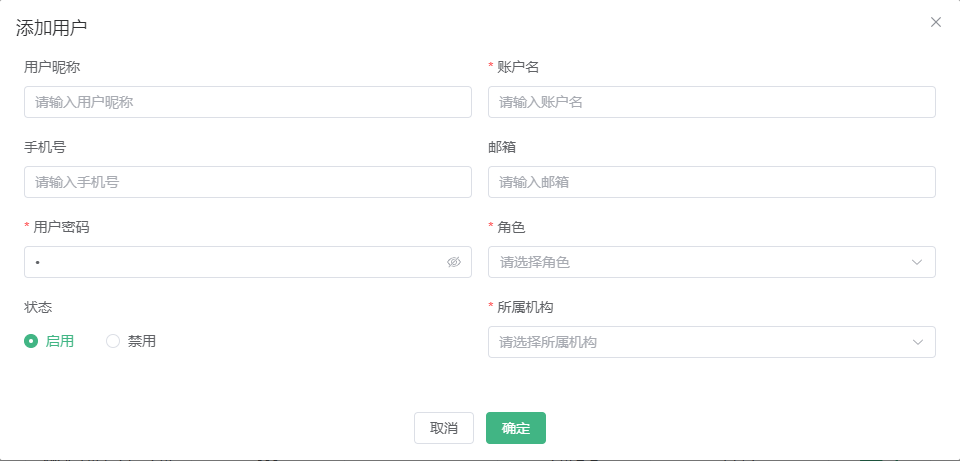 添加用户
用户昵称
* 账户名
请输入用户昵称
请输入账户名
手机号
邮箱
请输入手机号
请输入邮箱
* 用户密码
* 角色
•
请选择角色
状态
* 所属机构
启用
禁用
请选择所属机构
取消
确定